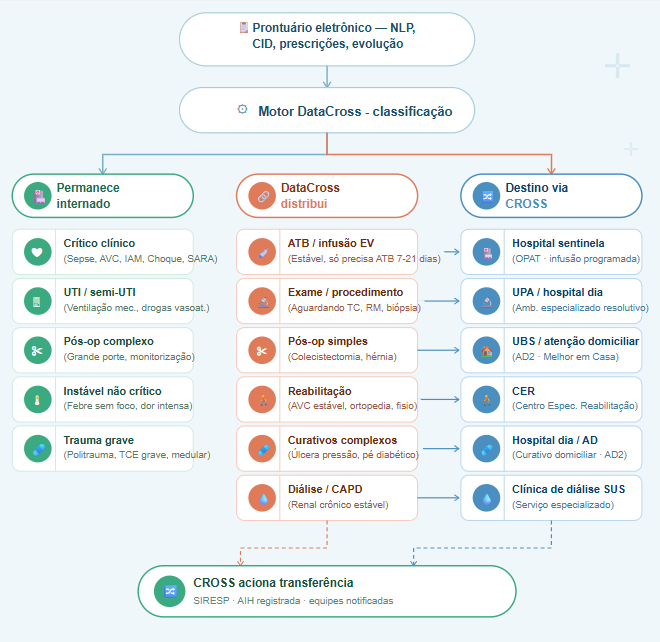 Prontuário eletrônico — NLP,
CID, prescrições, evolução
Motor DataCross - classificação
Permanece
internado
DataCross
distribui
Destino via
CROSS
Crítico clínico
(Sepse, AVC, IAM, Choque, SARA)
ATB / infusão EV
(Estável, só precisa ATB 7-21 dias)
Hospital sentinela
(OPAT · infusão programada)
UTI / semi-UTI
(Ventilação mec., drogas vasoat.)
Exame / procedimento
(Aguardando TC, RM, biópsia)
UPA / hospital dia
(Amb. especializado resolutivo)
Pós-op complexo
(Grande porte, monitorização)
Pós-op simples
(Colecistectomia, hérnia)
UBS / atenção domiciliar
(AD2 · Melhor em Casa)
Instável não crítico
(Febre sem foco, dor intensa)
Reabilitação
(AVC estável, ortopedia, fisio)
CER
(Centro Espec. Reabilitação)
Trauma grave
(Politrauma, TCE grave, medular)
Curativos complexos
(Úlcera pressão, pé diabético)
Hospital dia / AD
(Curativo domiciliar · AD2)
Diálise / CAPD
(Renal crônico estável)
Clínica de diálise SUS
(Serviço especializado)
CROSS aciona transferência
SIRESP · AIH registrada · equipes notificadas